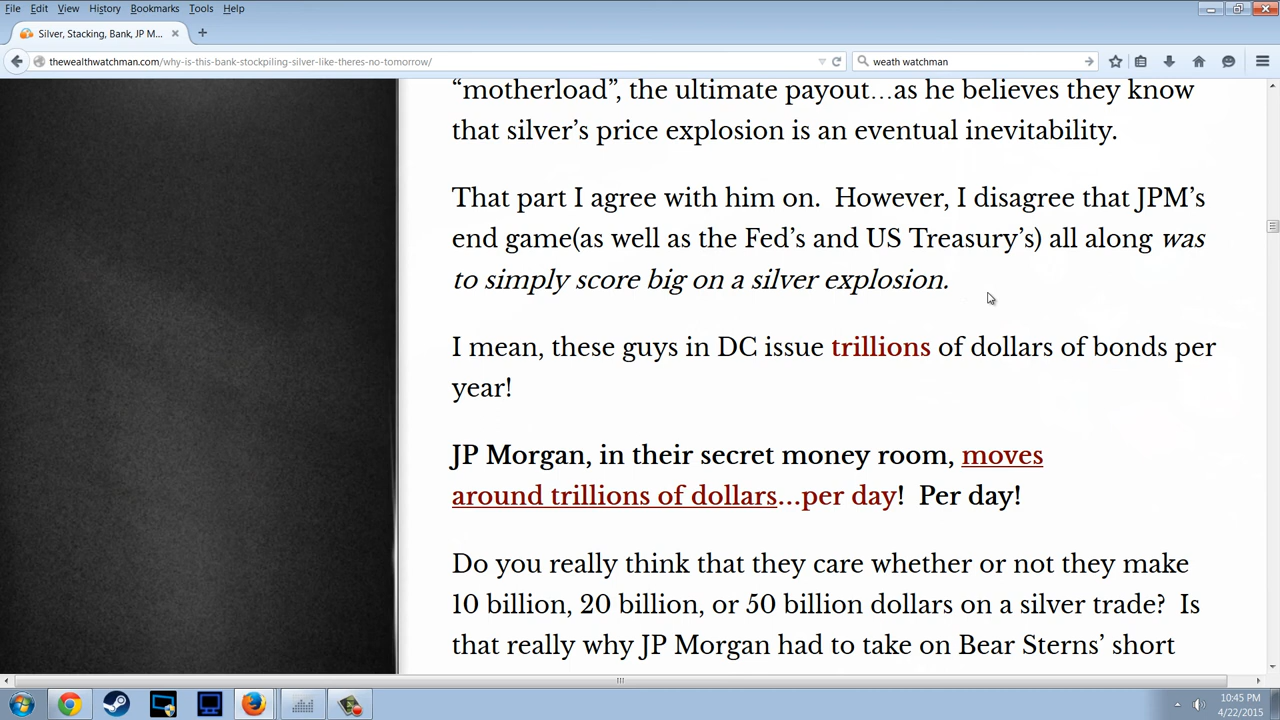 File Edit View History Bookmarks Tools Help
Silver, Stacking, Bank, JP M...
thewealthwatchman.com/why-is-this-bank-stockpiling-silver-like-theres-no-tomorrow/
weath watchman
“motherload”, the ultimate payout…as he believes they know
that silver’s price explosion is an eventual inevitability.
That part I agree with him on.  However, I disagree that JPM’s
end game(as well as the Fed’s and US Treasury’s) all along was
to simply score big on a silver explosion.
I mean, these guys in DC issue trillions of dollars of bonds per
year!
JP Morgan, in their secret money room, moves
around trillions of dollars…per day!  Per day!
Do you really think that they care whether or not they make
10 billion, 20 billion, or 50 billion dollars on a silver trade?  Is
that really why JP Morgan had to take on Bear Sterns’ short
10:45 PM
4/22/2015